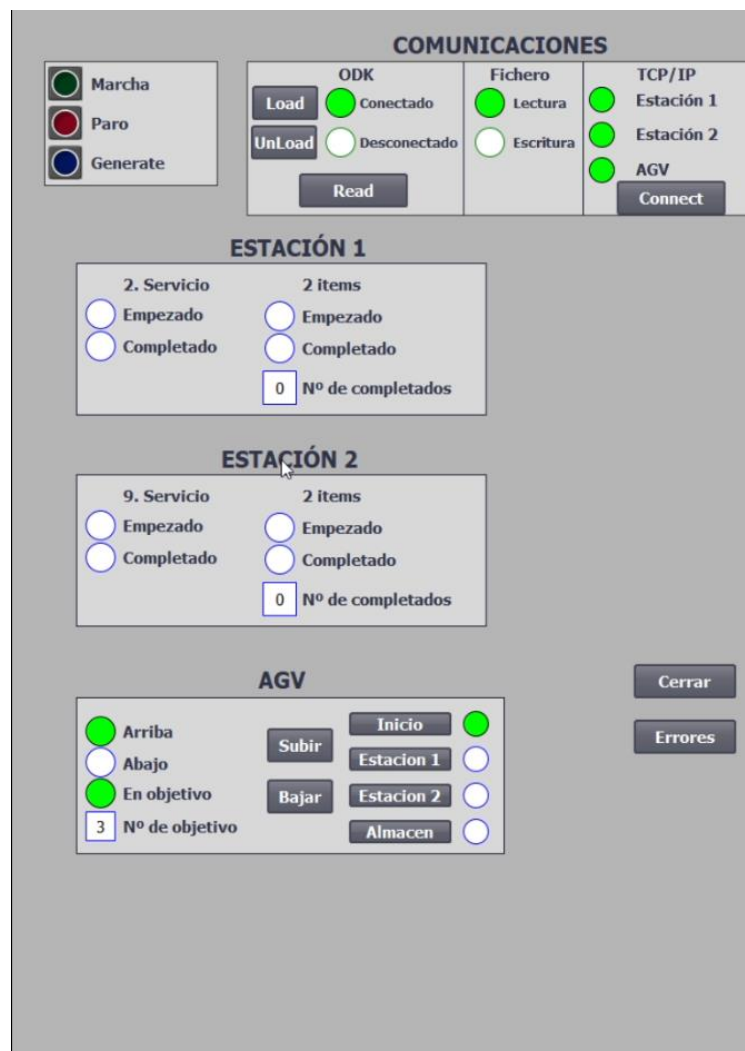 COMUNICACIONES
Marcha
Paro
Generate
ODK
Load
Conectado
UnLoad
Desconectado
Read
Fichero
Lectura
Escritura
TCP/IP
Estación 1
Estación 2
AGV
Connect
ESTACIÓN 1
2. Servicio
2 items
Empezado
Empezado
Completado
Completado
0 Nº de completados
ESTACIÓN 2
9. Servicio
2 items
Empezado
Empezado
Completado
Completado
0 Nº de completados
AGV
Arriba
Abajo
En objetivo
3 Nº de objetivo
Subir
Bajar
Inicio
Estacion 1
Estacion 2
Almacen
Cerrar
Errores